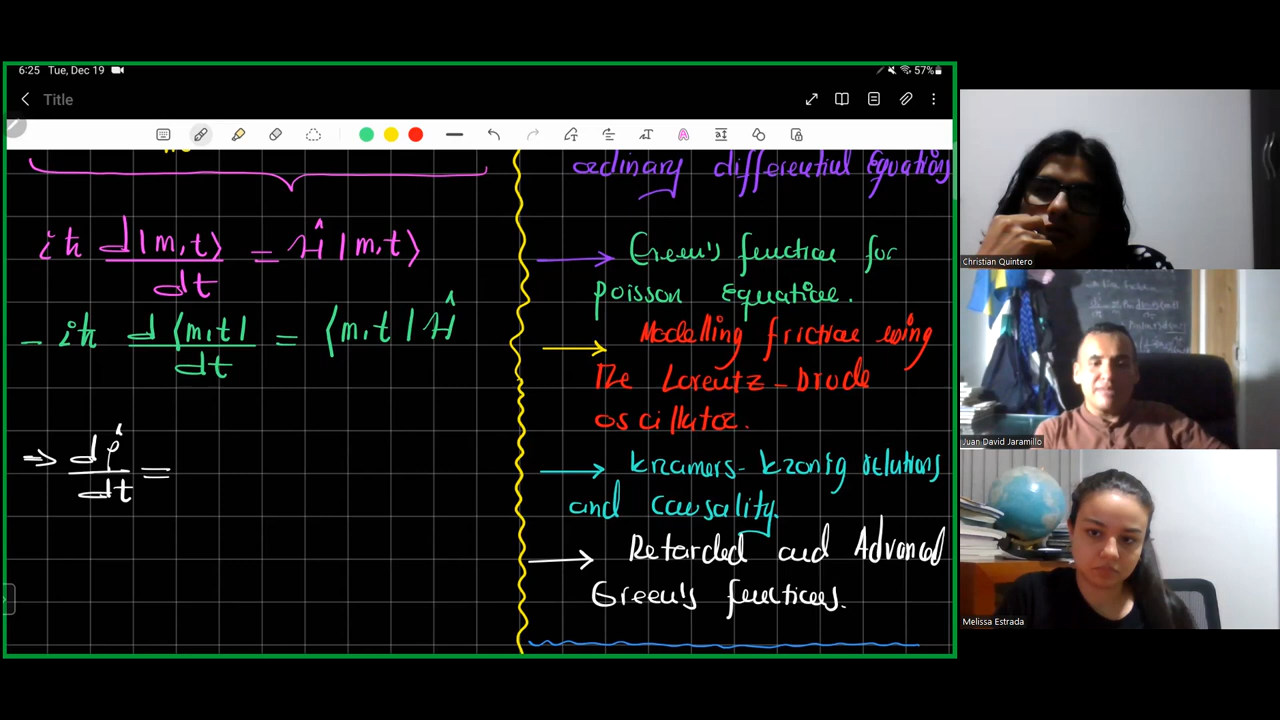 6:25 Tue, Dec 19
57%
Title
iħ d|m,t⟩/dt = Ĥ|m,t⟩
- iħ d⟨m,t|/dt = ⟨m,t|Ĥ
⇒ dρ̂/dt =
ordinary differential Equations
→ Green's function for
poisson Equation.
→ Modelling friction using
The Lorentz-Drude
oscillator.
→ Kramers-Kronig relations
and causality.
→ Retarded and Advanced
Green's functions.
Christian Quintero
Juan David Jaramillo
Melissa Estrada